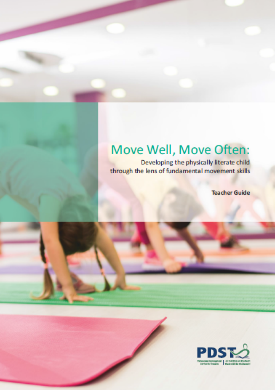 Move Well, Move Often:
Developing the physically literate child
through the lens of fundamental movement skills
Teacher Guide
PDST